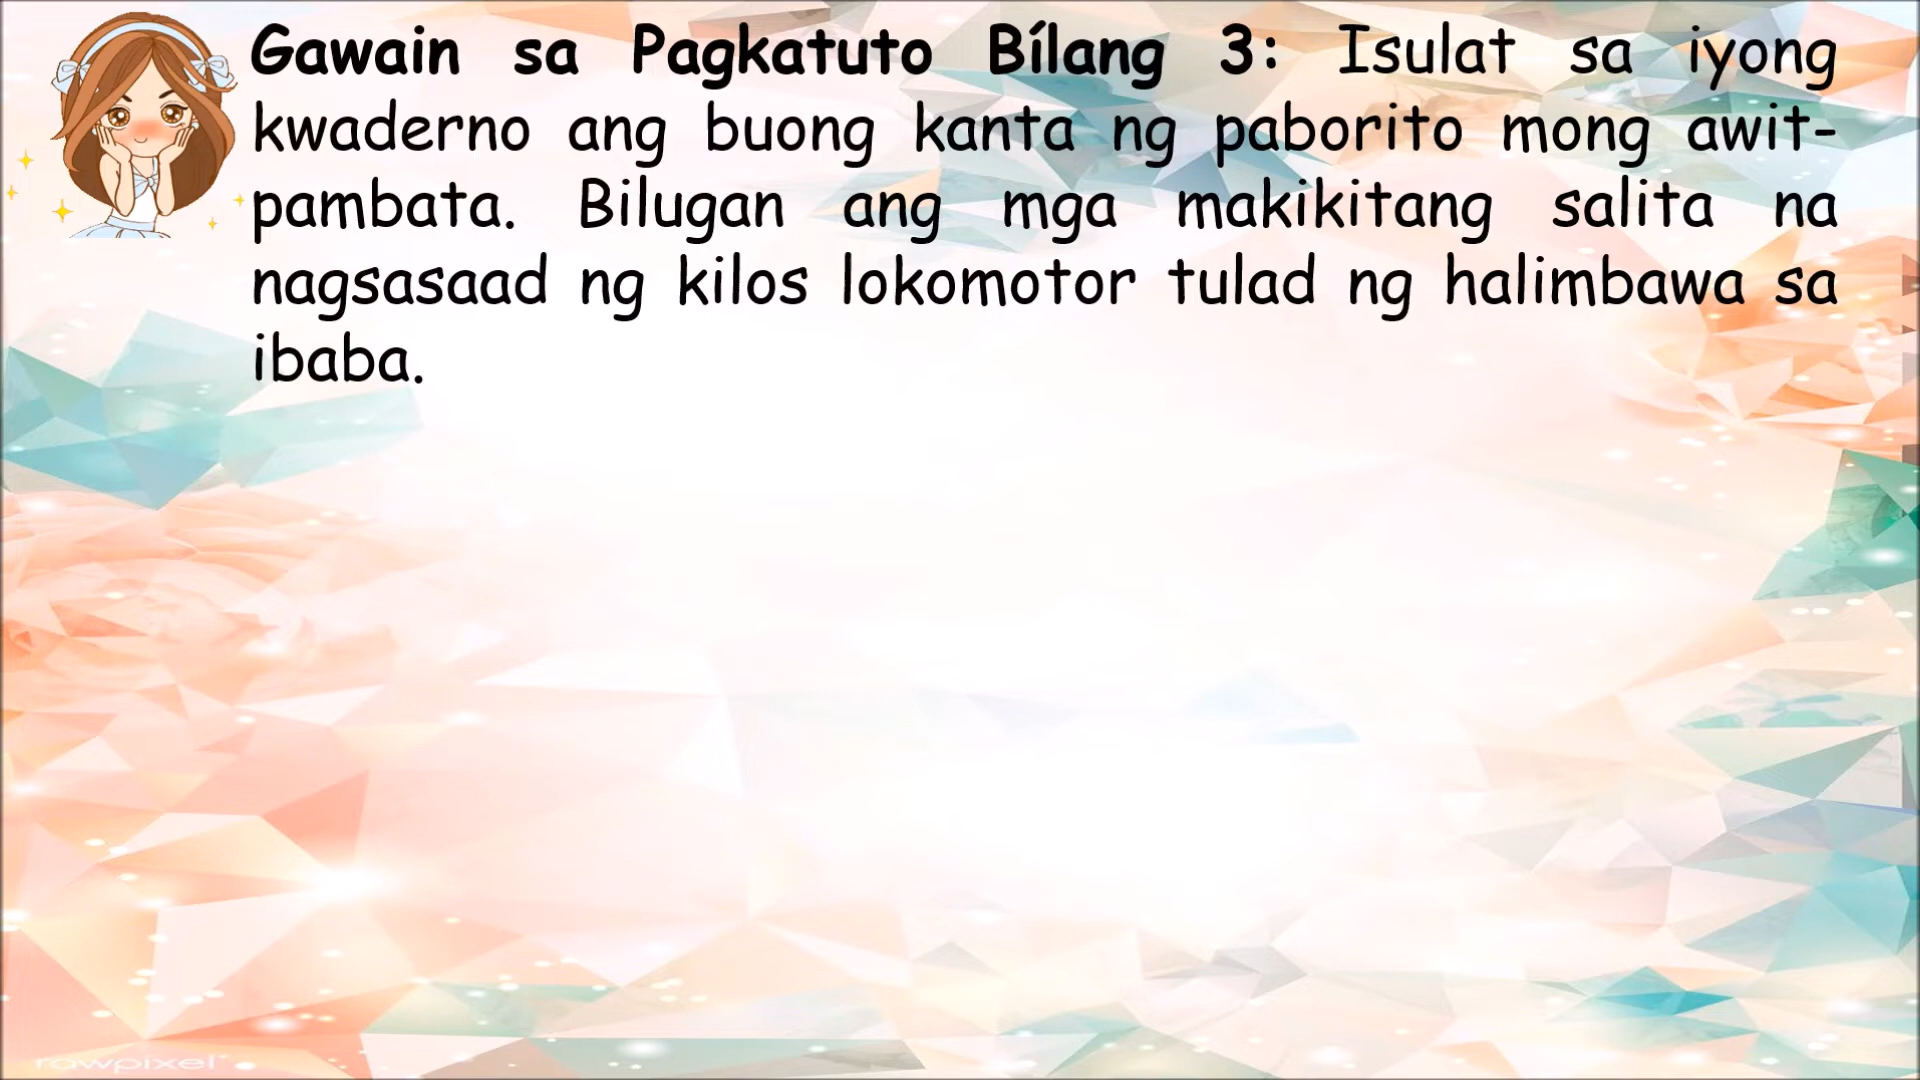 Gawain sa Pagkatuto Bílang 3: Isulat sa iyong
kwaderno ang buong kanta ng paborito mong awit-
pambata. Bilugan ang mga makikitang salita na
nagsasaad ng kilos lokomotor tulad ng halimbawa sa
ibaba.
rawpixel